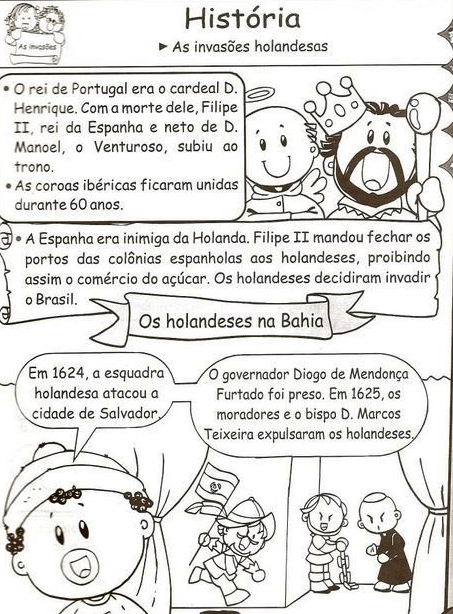 História
As invasões
▸ As invasões holandesas
• O rei de Portugal era o cardeal D.
Henrique. Com a morte dele, Filipe
II, rei da Espanha e neto de D.
Manoel, o Venturoso, subiu ao
trono.
• As coroas ibéricas ficaram unidas
durante 60 anos.
• A Espanha era inimiga da Holanda. Filipe II mandou fechar os
portos das colônias espanholas aos holandeses, proibindo
assim o comércio do açúcar. Os holandeses decidiram invadir
o Brasil.
Os holandeses na Bahia
Em 1624, a esquadra
holandesa atacou a
cidade de Salvador.
O governador Diogo de Mendonça
Furtado foi preso. Em 1625, os
moradores e o bispo D. Marcos
Teixeira expulsaram os holandeses.